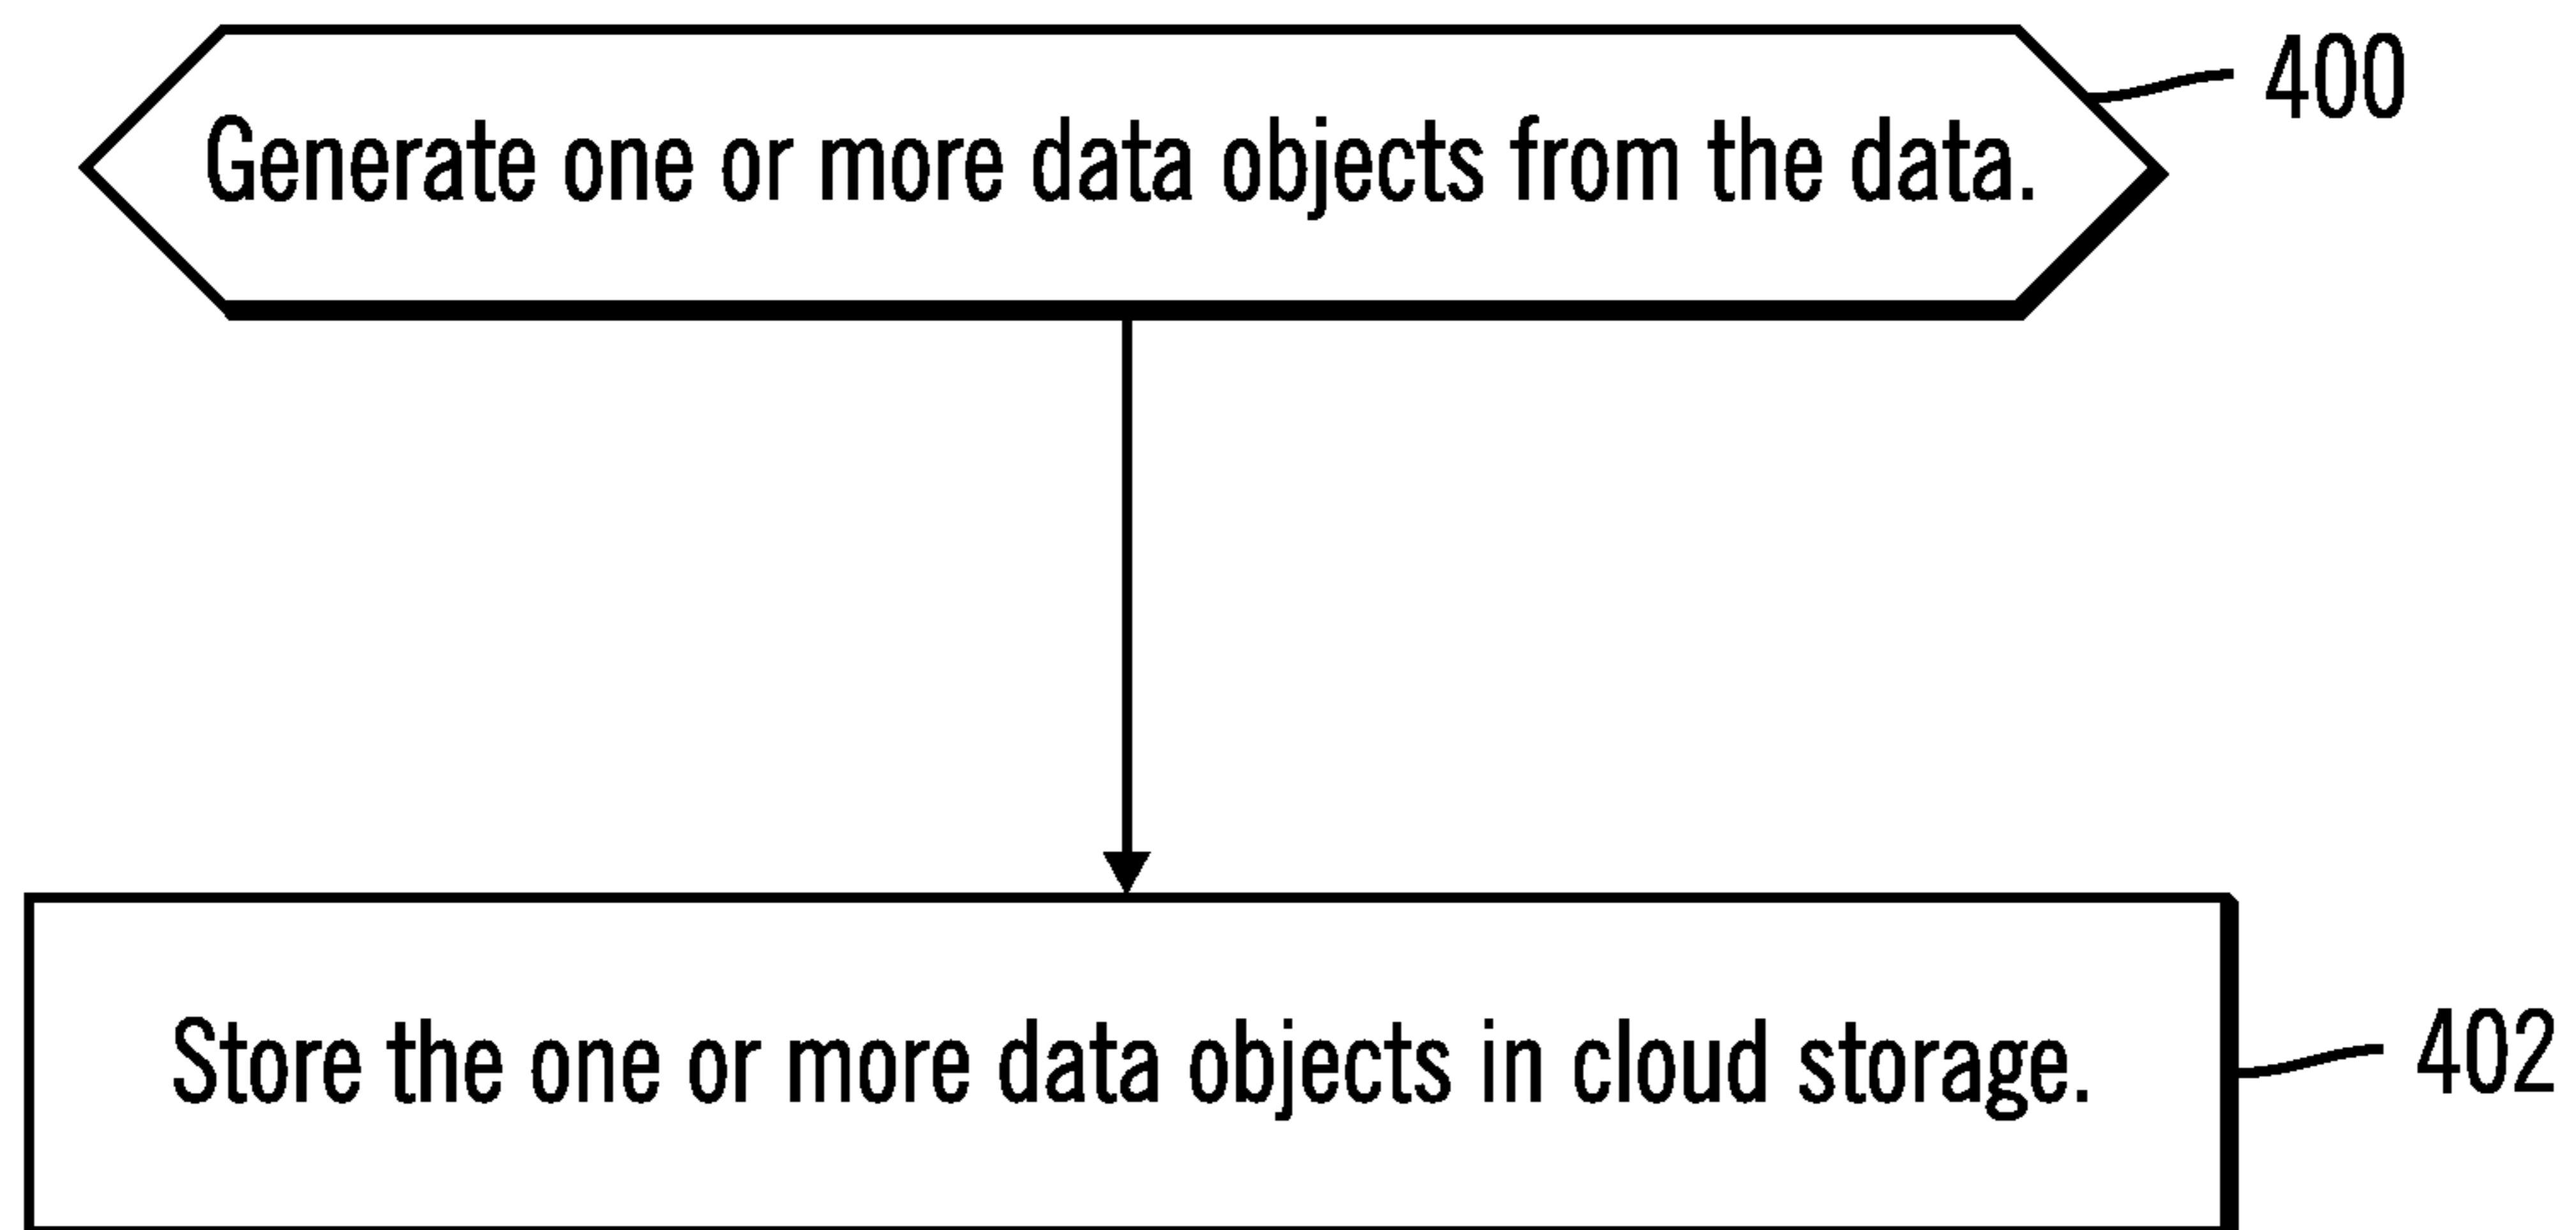 Generate one or more data objects from the data.
400
Store the one or more data objects in cloud storage.
402